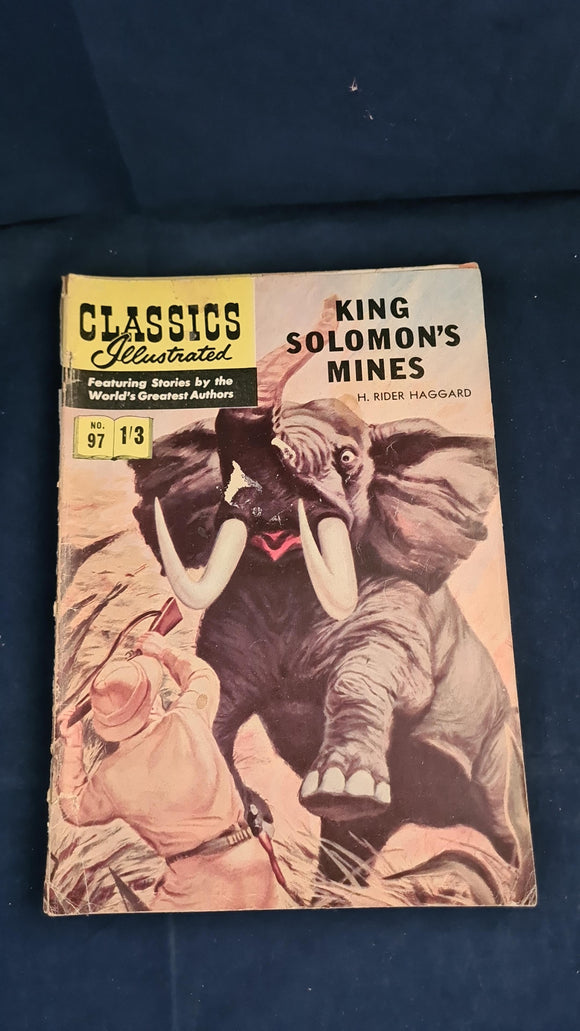 CLASSICS
Illustrated
Featuring Stories by the
World's Greatest Authors
NO.
97
1/3
KING
SOLOMON'S
MINES
H. RIDER HAGGARD